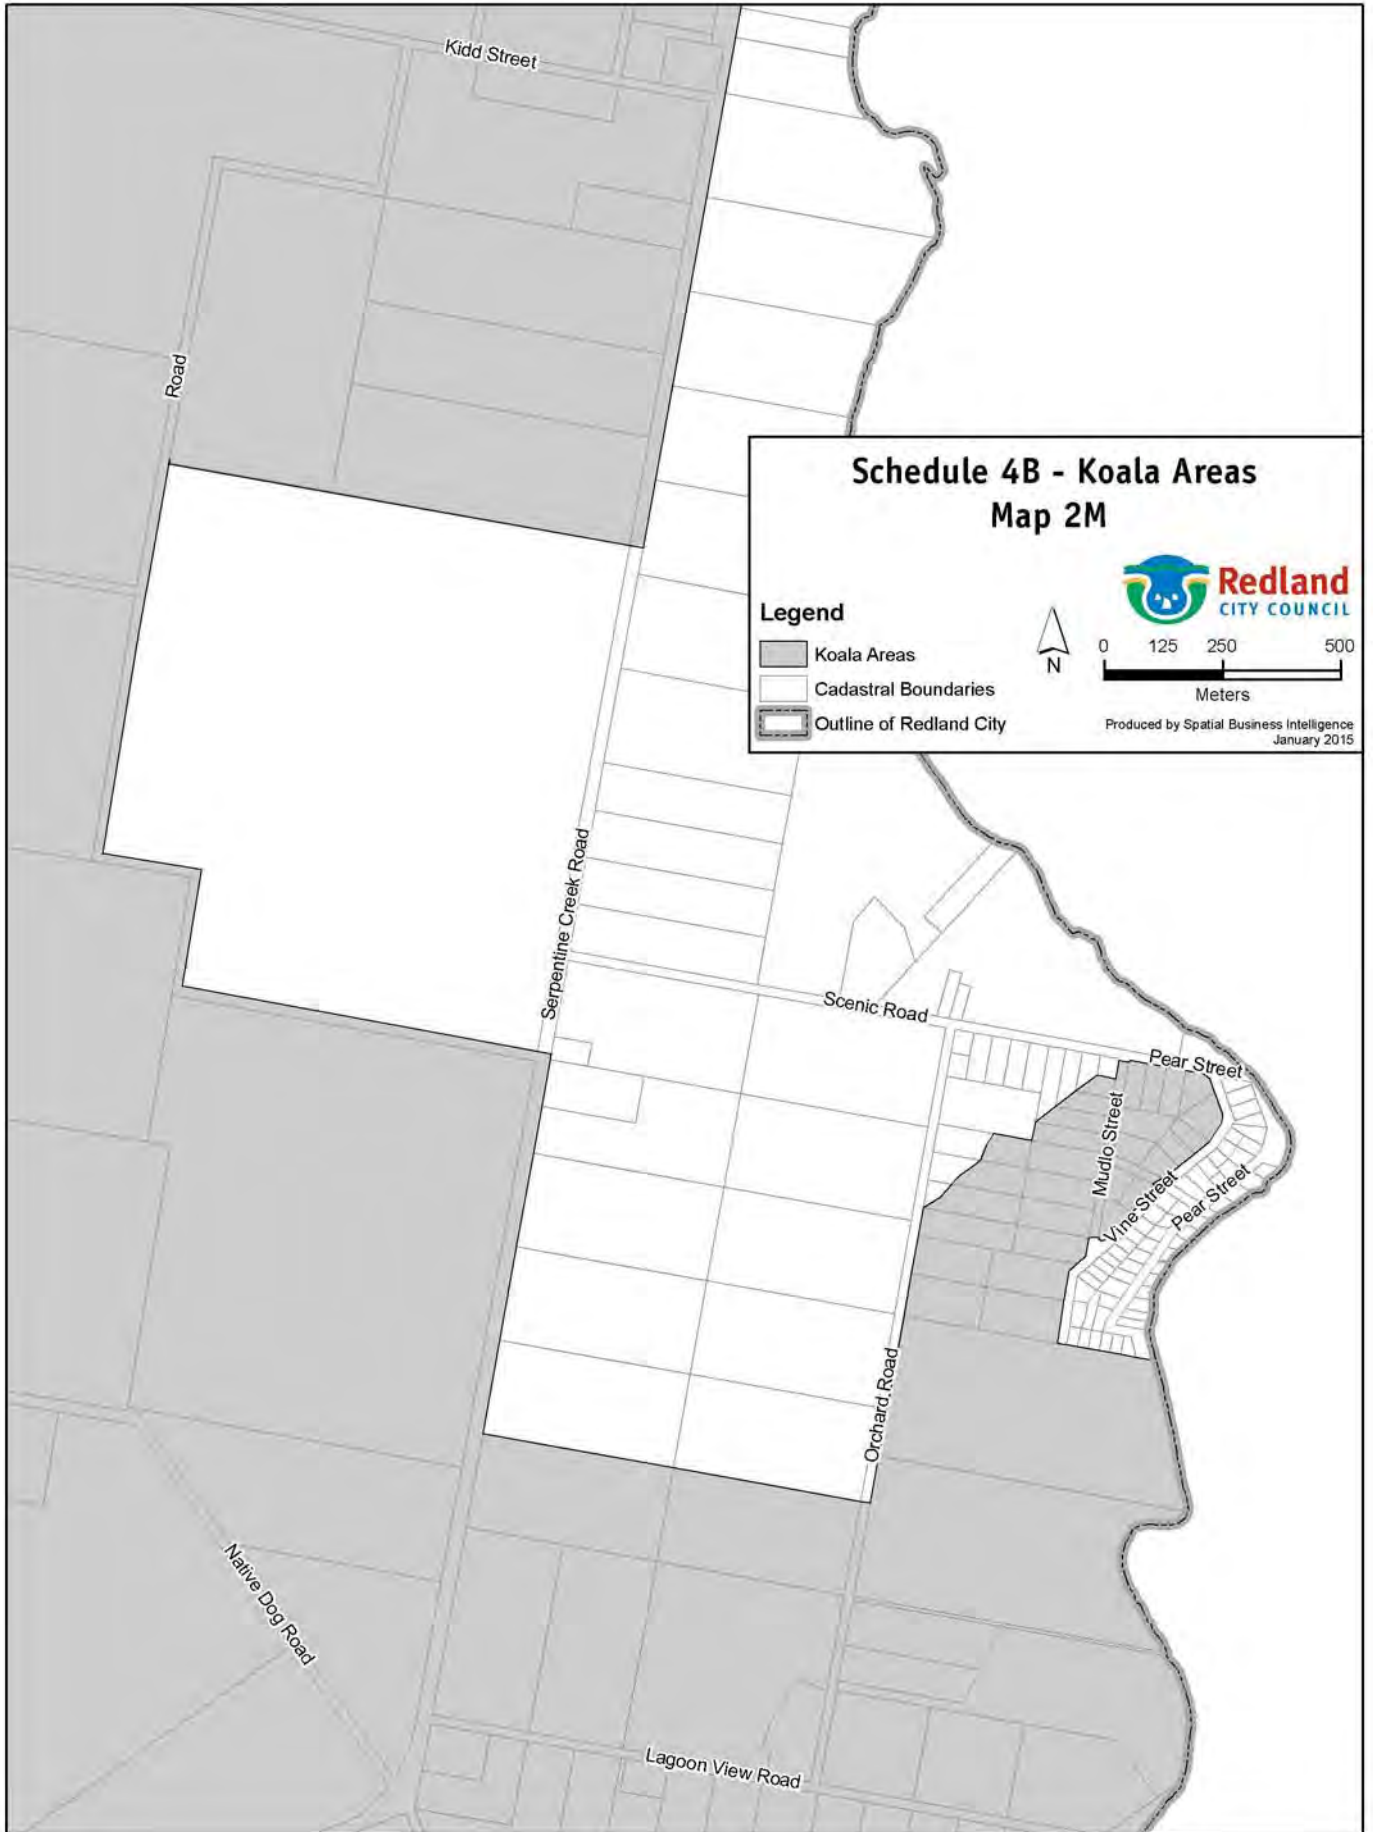 Kidd Street
Road
Schedule 4B - Koala Areas
Map 2M
Redland
CITY COUNCIL
Legend
Koala Areas
Cadastral Boundaries
Outline of Redland City
N
0 125 250 500
Meters
Produced by Spatial Business Intelligence
January 2015
Serpentine Creek Road
Scenic Road
Pear Street
Mudlo Street
Vine Street
Pear Street
Orchard Road
Native Dog Road
Lagoon View Road